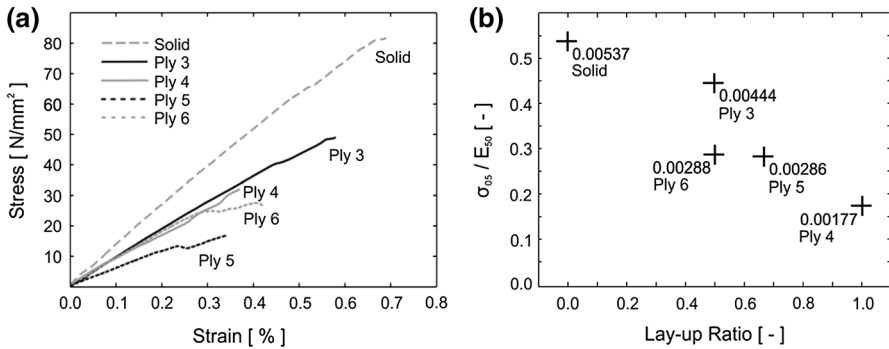 (a)
Stress [ N/mm² ]
90
80
70
60
50
40
30
20
10
0.0 0.1 0.2 0.3 0.4 0.5 0.6 0.7 0.8
Strain [ % ]
Solid
Ply 3
Ply 4
Ply 5
Ply 6
Solid
Ply 3
Ply 4
Ply 6
Ply 5
(b)
σ05 / E50 [ - ]
0.5
0.4
0.3
0.2
0.1
0.0
0.0 0.2 0.4 0.6 0.8 1.0
Lay-up Ratio [ - ]
0.00537
Solid
0.00444
Ply 3
0.00288
Ply 6
0.00286
Ply 5
0.00177
Ply 4